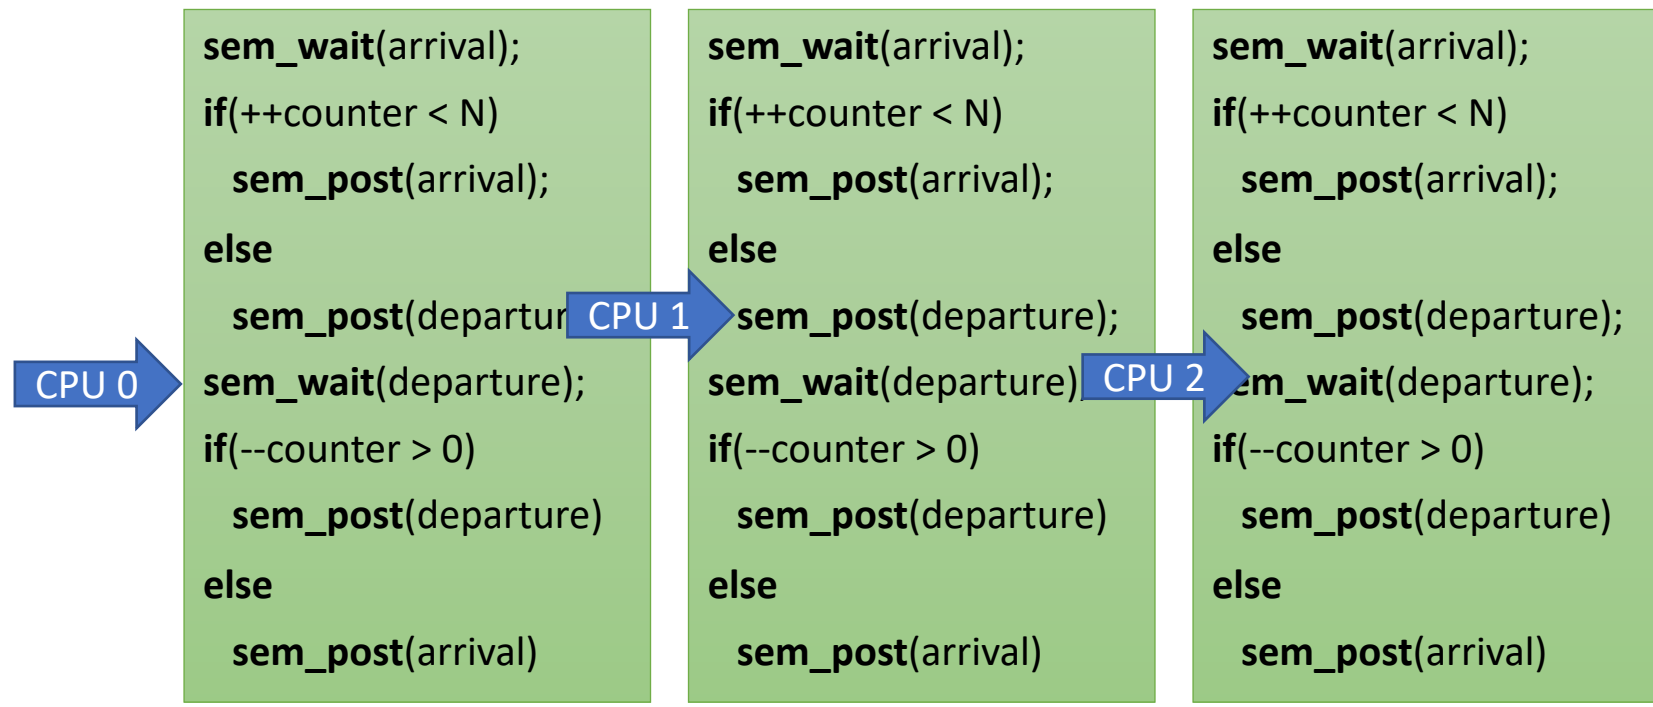 sem_wait(arrival);
if(++counter < N)
sem_post(arrival);
else
sem_post(departur
sem_wait(departure);
if(--counter > 0)
sem_post(departure)
else
sem_post(arrival)
CPU 0
sem_wait(arrival);
if(++counter < N)
sem_post(arrival);
else
sem_post(departure);
sem_wait(departure);
if(--counter > 0)
sem_post(departure)
else
sem_post(arrival)
CPU 1
sem_wait(arrival);
if(++counter < N)
sem_post(arrival);
else
sem_post(departure);
em_wait(departure);
if(--counter > 0)
sem_post(departure)
else
sem_post(arrival)
CPU 2